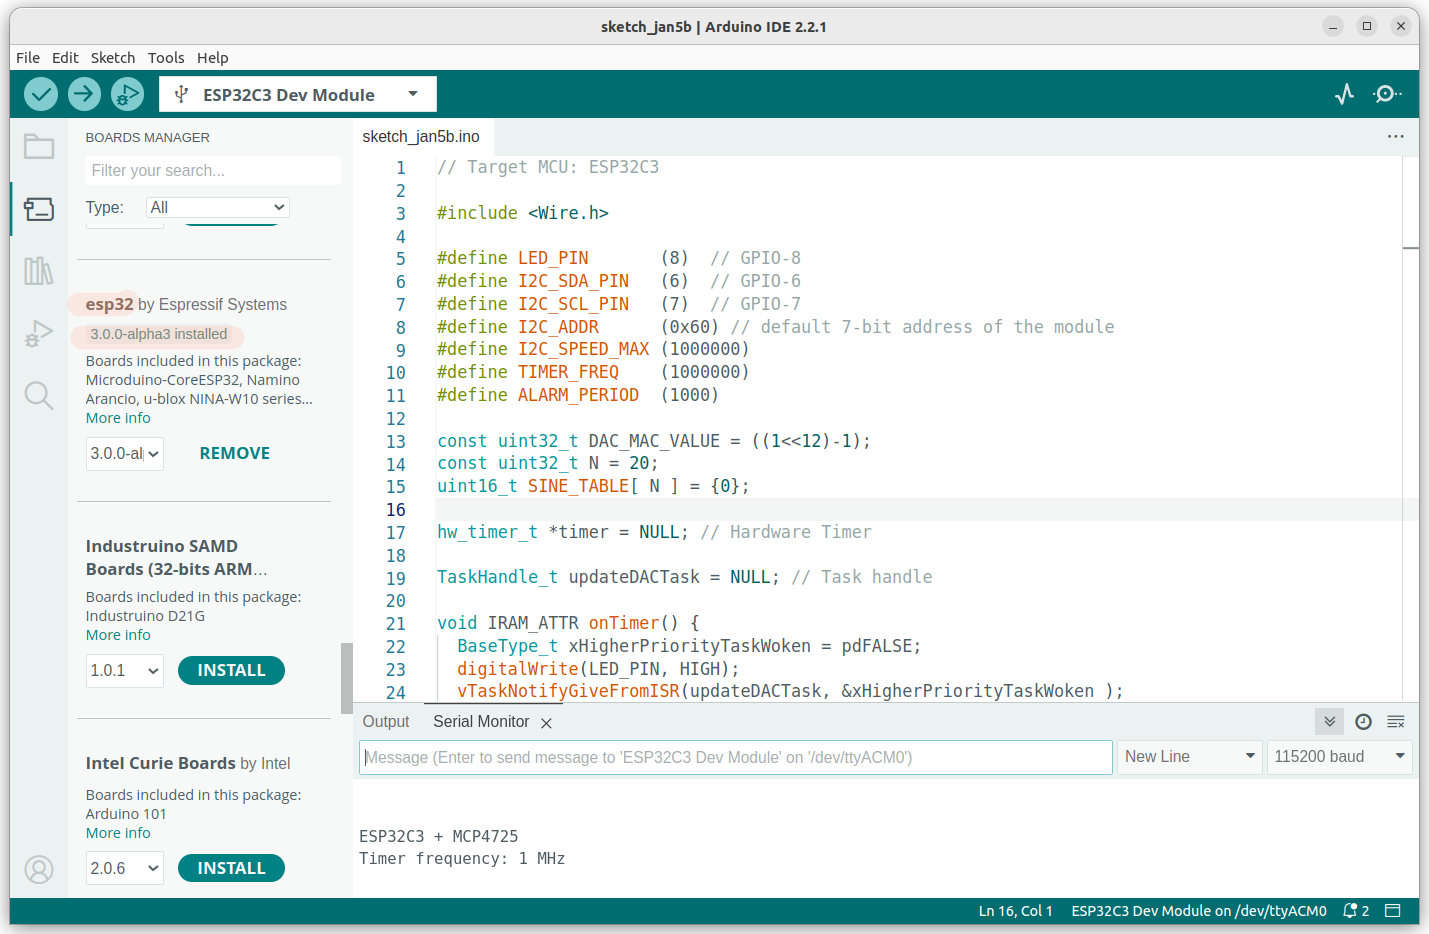 sketch_jan5b | Arduino IDE 2.2.1
File Edit Sketch Tools Help
ESP32C3 Dev Module
BOARDS MANAGER
Filter your search...
Type: All
esp32 by Espressif Systems
3.0.0-alpha3 installed
Boards included in this package:
Microduino-CoreESP32, Namino
Arancio, u-blox NINA-W10 series...
More info
3.0.0-al
REMOVE
Industruino SAMD
Boards (32-bits ARM...
Boards included in this package:
Industruino D21G
More info
1.0.1
INSTALL
Intel Curie Boards by Intel
Boards included in this package:
Arduino 101
More info
2.0.6
INSTALL
sketch_jan5b.ino
1 // Target MCU: ESP32C3
2
3 #include <Wire.h>
4
5 #define LED_PIN (8) // GPIO-8
6 #define I2C_SDA_PIN (6) // GPIO-6
7 #define I2C_SCL_PIN (7) // GPIO-7
8 #define I2C_ADDR (0x60) // default 7-bit address of the module
9 #define I2C_SPEED_MAX (1000000)
10 #define TIMER_FREQ (1000000)
11 #define ALARM_PERIOD (1000)
12
13 const uint32_t DAC_MAC_VALUE = ((1<<12)-1);
14 const uint32_t N = 20;
15 uint16_t SINE_TABLE[ N ] = {0};
16
17 hw_timer_t *timer = NULL; // Hardware Timer
18
19 TaskHandle_t updateDACTask = NULL; // Task handle
20
21 void IRAM_ATTR onTimer() {
22 BaseType_t xHigherPriorityTaskWoken = pdFALSE;
23 digitalWrite(LED_PIN, HIGH);
24 vTaskNotifyGiveFromISR(updateDACTask, &xHigherPriorityTaskWoken );
Output Serial Monitor
Message (Enter to send message to 'ESP32C3 Dev Module' on '/dev/ttyACM0')
New Line
115200 baud
ESP32C3 + MCP4725
Timer frequency: 1 MHz
Ln 16, Col 1 ESP32C3 Dev Module on /dev/ttyACM0 2